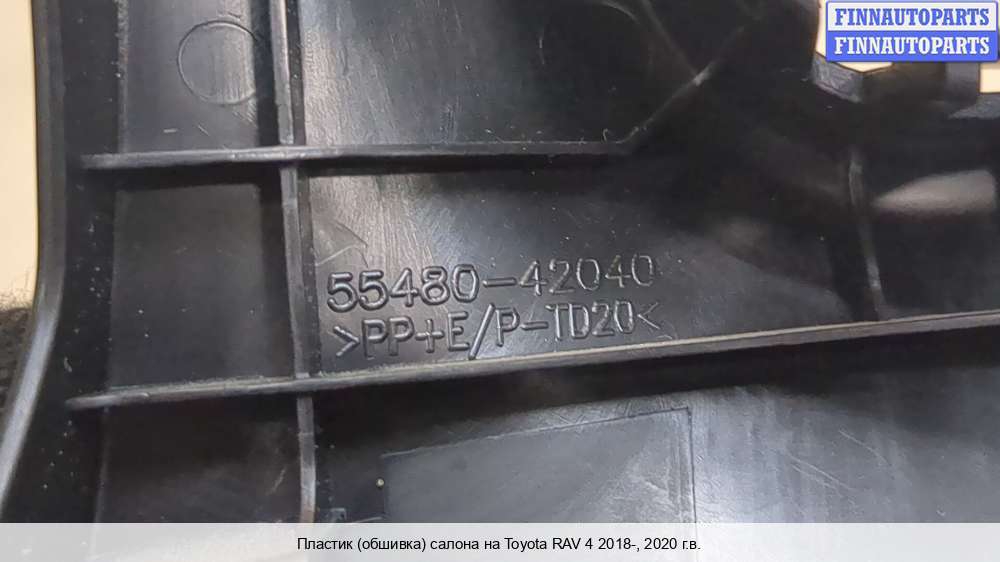 FINNAUTOPARTS
FINNAUTOPARTS
55480-42040
>PP+E/P-TD20<
Пластик (обшивка) салона на Toyota RAV 4 2018-, 2020 г.в.